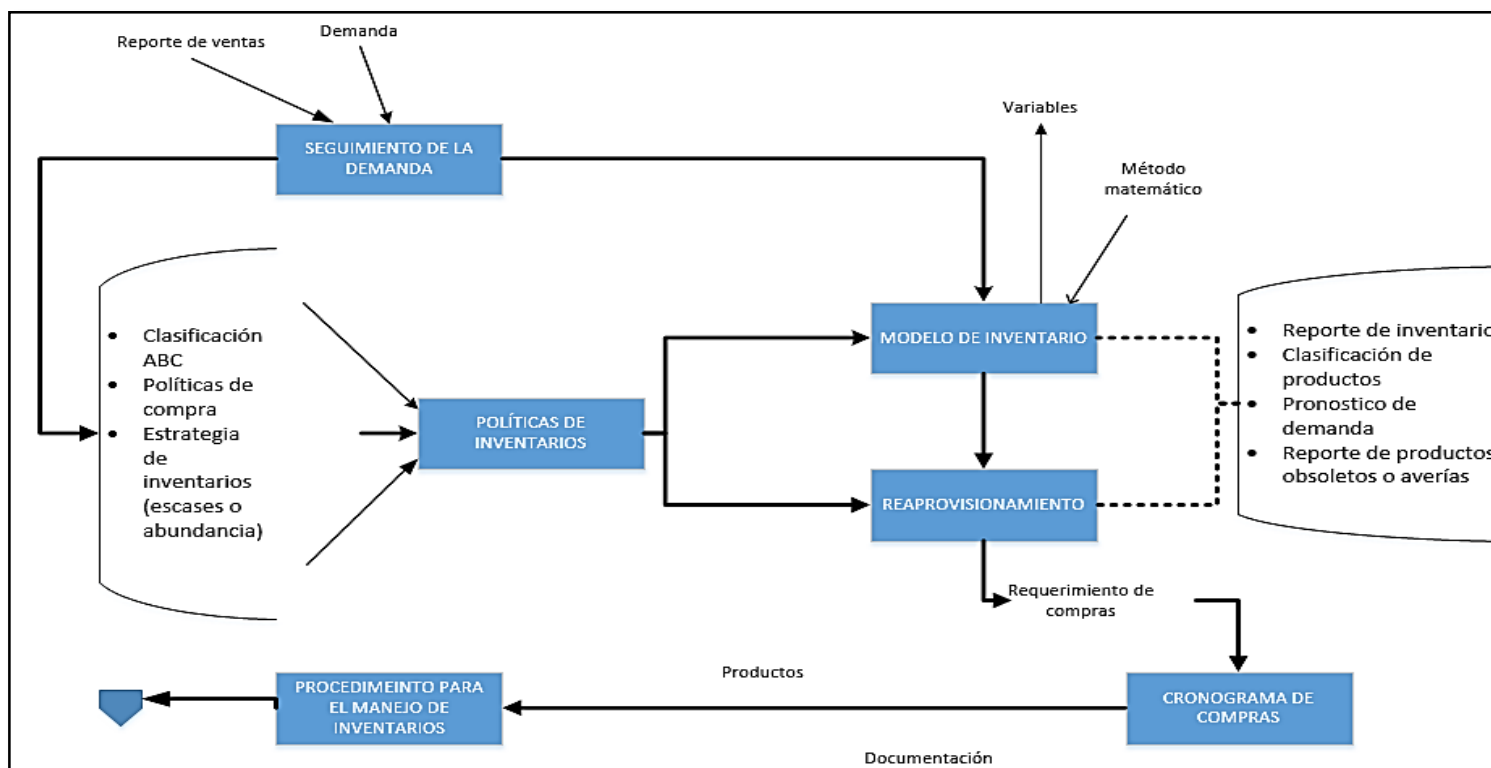 Reporte de ventas
Demanda
SEGUIMIENTO DE LA
DEMANDA
Variables
Método
matemático
• Clasificación
ABC
• Políticas de
compra
• Estrategia
de
inventarios
(escases o
abundancia)
POLÍTICAS DE
INVENTARIOS
MODELO DE INVENTARIO
REAPROVISIONAMIENTO
• Reporte de inventario
• Clasificación de
productos
• Pronostico de
demanda
• Reporte de productos
obsoletos o averías
Requerimiento de
compras
CRONOGRAMA DE
COMPRAS
Productos
Documentación
PROCEDIMEINTO PARA
EL MANEJO DE
INVENTARIOS